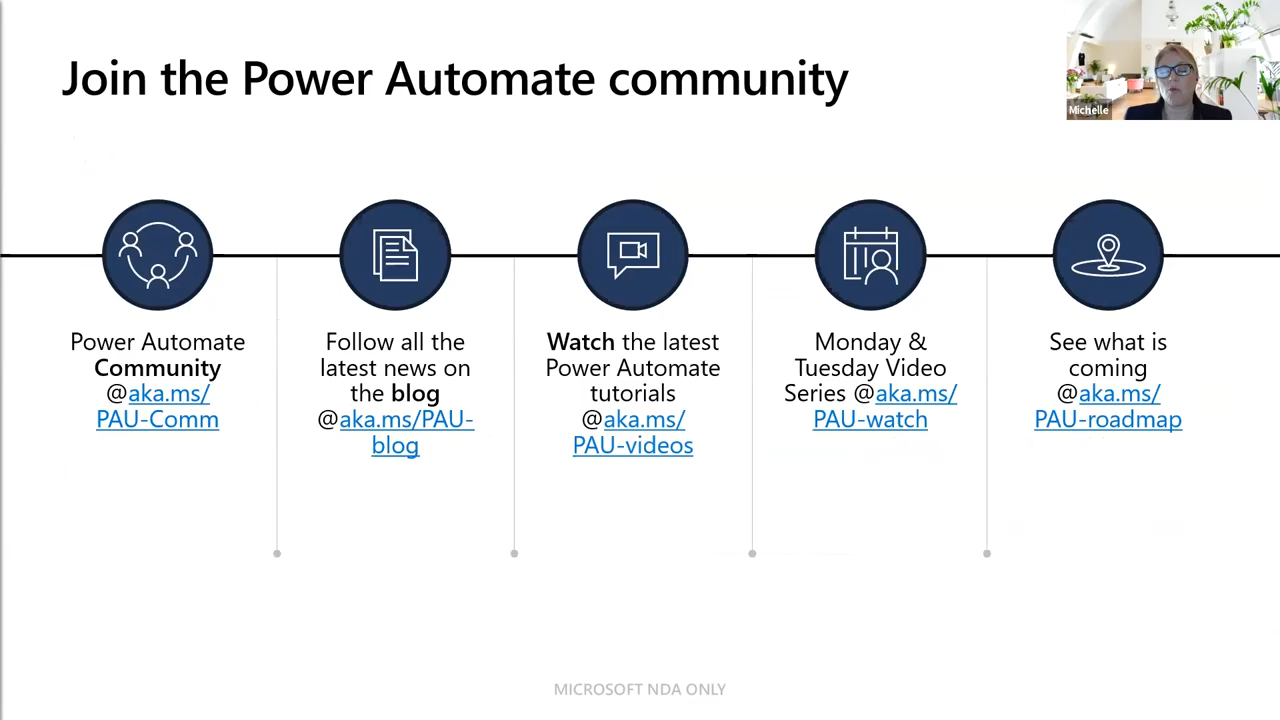 Join the Power Automate community
Michelle
Power Automate
Community
@aka.ms/
PAU-Comm
Follow all the
latest news on
the blog
@aka.ms/PAU-
blog
Watch the latest
Power Automate
tutorials
@aka.ms/
PAU-videos
Monday &
Tuesday Video
Series @aka.ms/
PAU-watch
See what is
coming
@aka.ms/
PAU-roadmap
MICROSOFT NDA ONLY